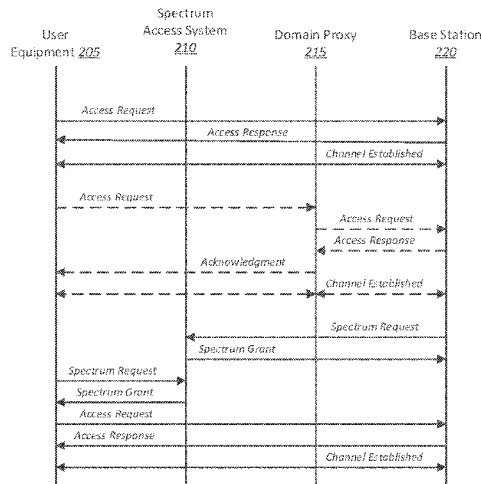 User
Equipment 205
Spectrum
Access System
210
Domain Proxy
215
Base Station
220
Access Request
Access Response
Channel Established
Access Request
Access Request
Access Response
Acknowledgment
Channel Established
Spectrum Request
Spectrum Grant
Spectrum Request
Spectrum Grant
Access Request
Access Response
Channel Established